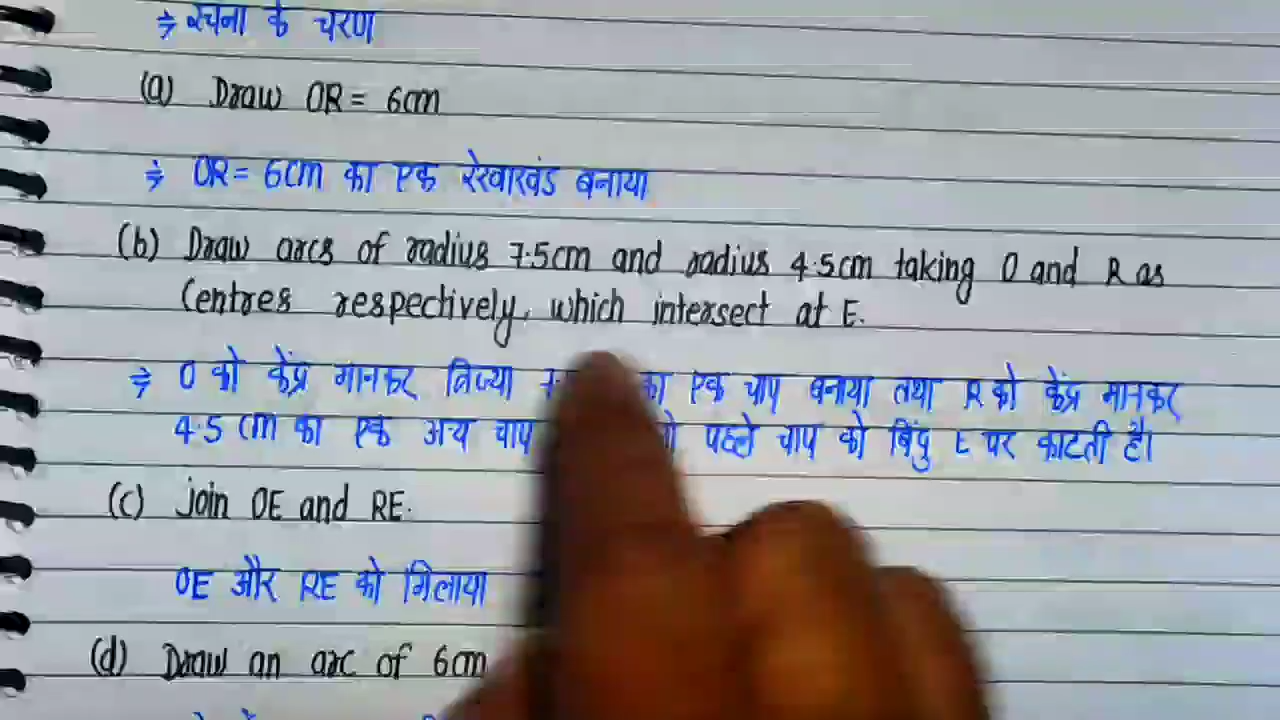 ⇒ रचना के चरण
(a) Draw OR = 6cm
⇒ OR = 6cm का एक रेखाखंड बनाया
(b) Draw arcs of radius 7.5cm and radius 4.5cm taking O and R as
Centres respectively, which intersect at E.
⇒ O को केंद्र मानकर त्रिज्या का एक चाप बनाया तथा R को केंद्र मानकर
4.5 cm का एक अन्य चाप पहले चाप को बिंदु E पर काटती है।
(c) Join OE and RE.
OE और RE को मिलाया
(d) Draw an arc of 6cm